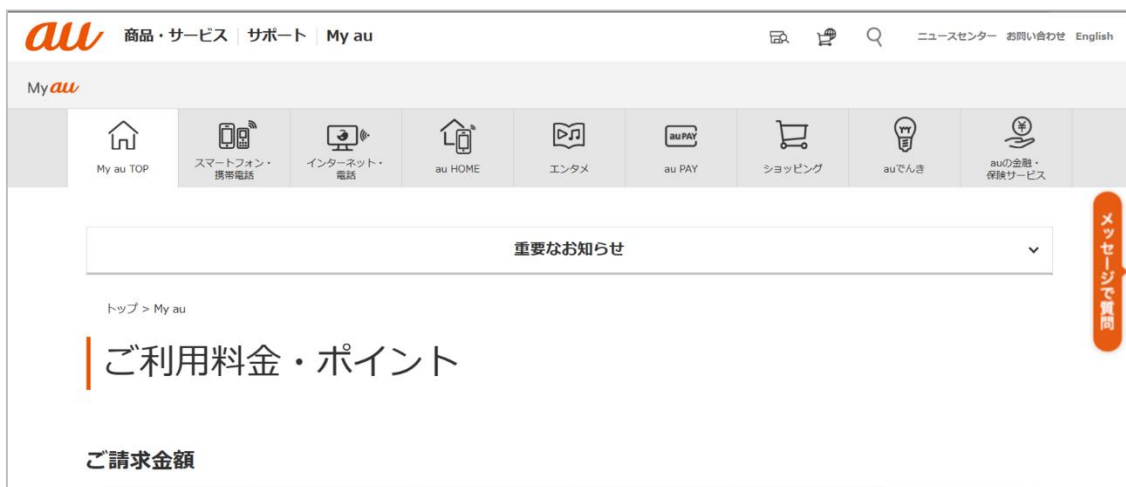 au 商品・サービス サポート My au ニュースセンター お問い合わせ English
My au
My au TOP
スマートフォン・
携帯電話
インターネット・
電話
au HOME
エンタメ
au PAY
au PAY
ショッピング
auでんき
auの金融・
保険サービス
重要なお知らせ
メッセージで質問
トップ > My au
ご利用料金・ポイント
ご請求金額